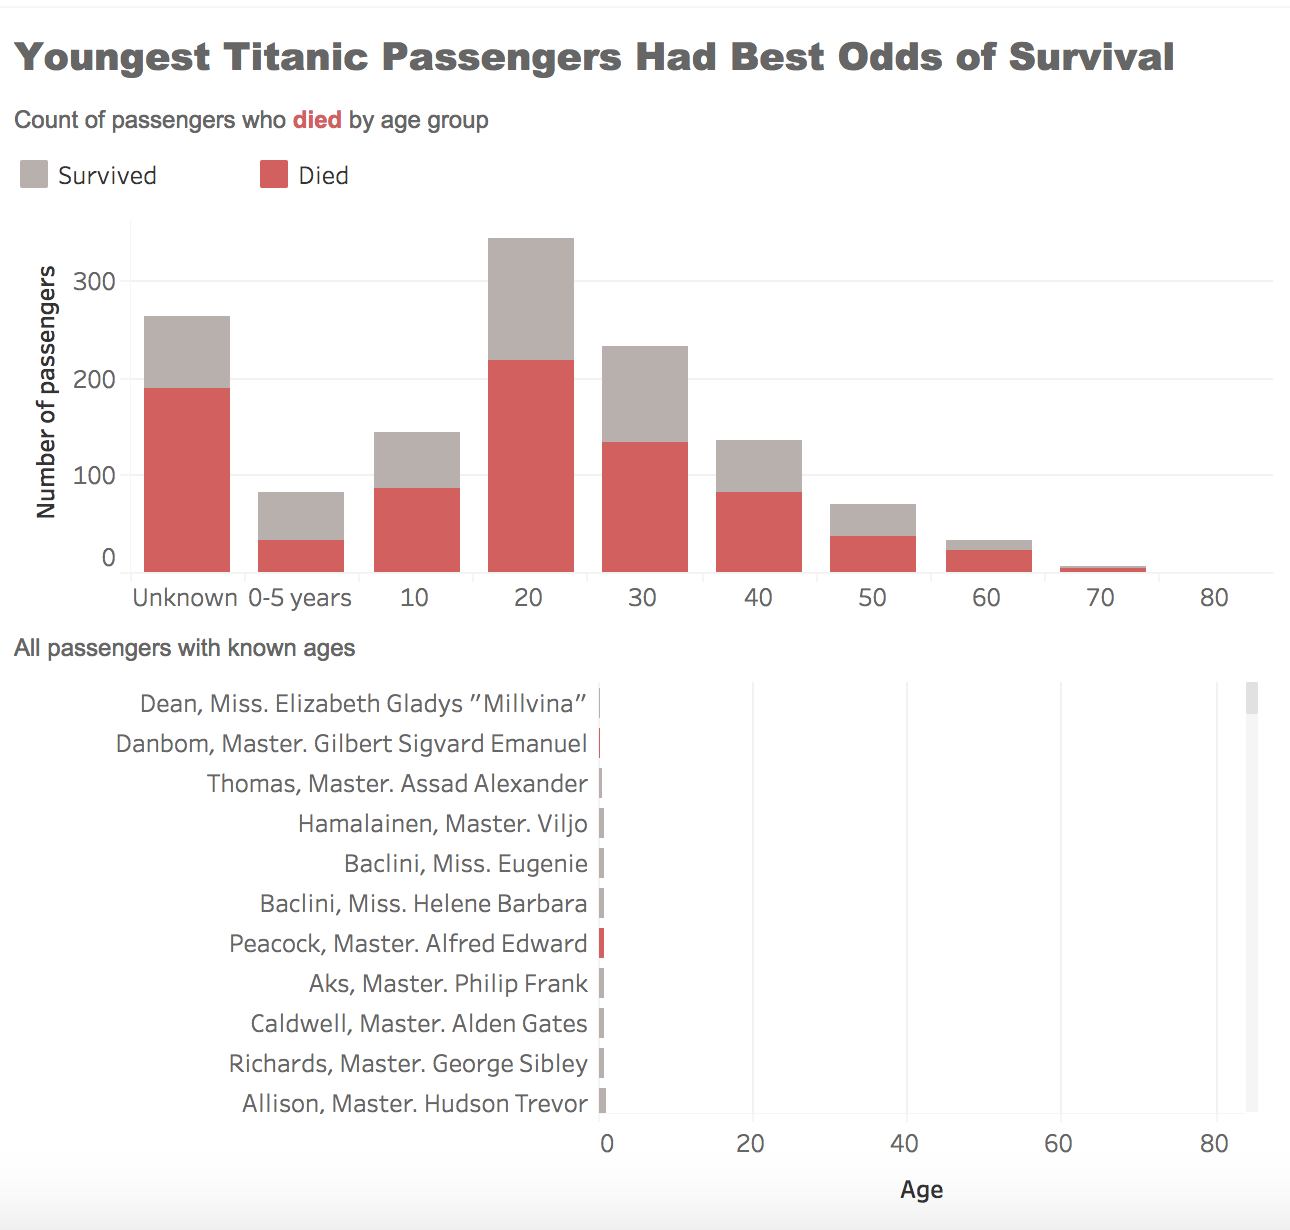 Youngest Titanic Passengers Had Best Odds of Survival
Count of passengers who died by age group
Survived Died
Number of passengers
300
200
100
0
Unknown 0-5 years 10 20 30 40 50 60 70 80
All passengers with known ages
Dean, Miss. Elizabeth Gladys "Millvina"
Danbom, Master. Gilbert Sigvard Emanuel
Thomas, Master. Assad Alexander
Hamalainen, Master. Viljo
Baclini, Miss. Eugenie
Baclini, Miss. Helene Barbara
Peacock, Master. Alfred Edward
Aks, Master. Philip Frank
Caldwell, Master. Alden Gates
Richards, Master. George Sibley
Allison, Master. Hudson Trevor
0 20 40 60 80
Age